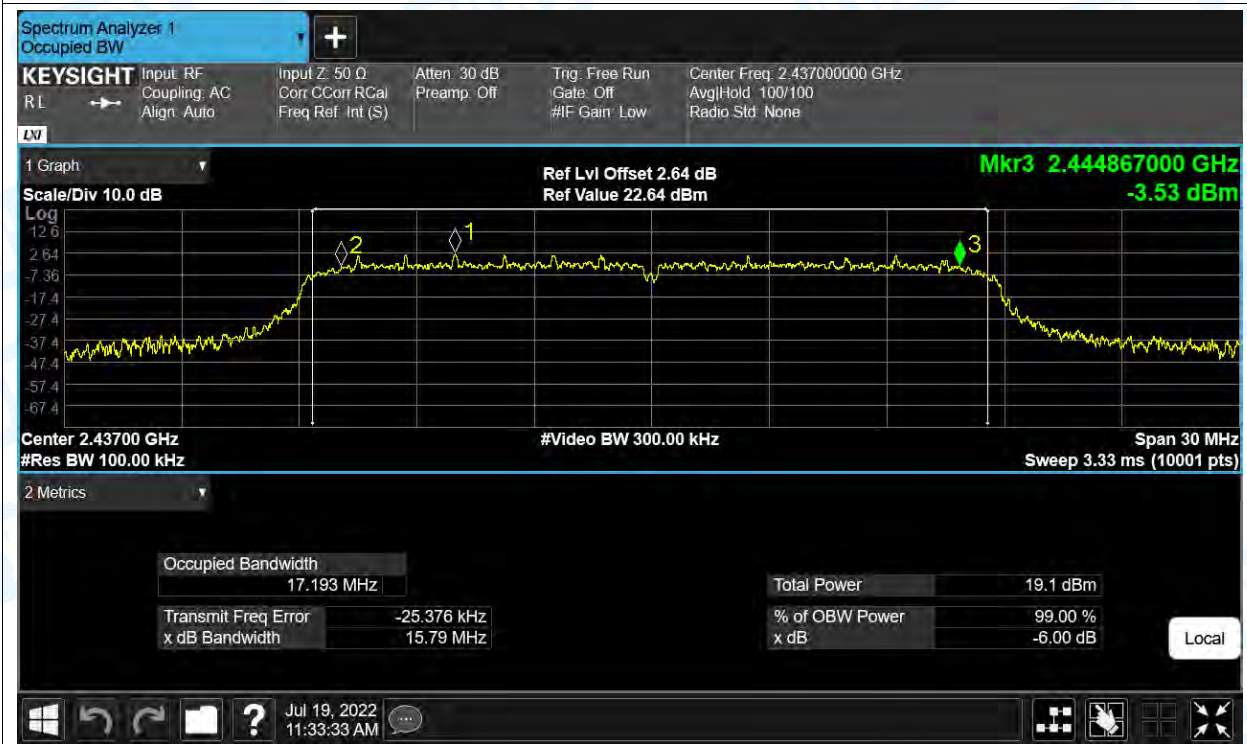 Spectrum Analyzer 1
Occupied BW
KEYSIGHT
RL
LXI
Input: RF
Coupling: AC
Align: Auto
Input Z: 50 Ω
Corr CCorr RCal
Freq Ref: Int (S)
Atten: 30 dB
Preamp: Off
Trig: Free Run
Gate: Off
#IF Gain: Low
Center Freq: 2.437000000 GHz
Avg|Hold: 100/100
Radio Std: None
1 Graph
Scale/Div 10.0 dB
Ref Lvl Offset 2.64 dB
Ref Value 22.64 dBm
Mkr3 2.444867000 GHz
-3.53 dBm
Log
12.6
2.64
-7.36
-17.4
-27.4
-37.4
-47.4
-57.4
-67.4
2
1
3
Center 2.43700 GHz
#Res BW 100.00 kHz
#Video BW 300.00 kHz
Span 30 MHz
Sweep 3.33 ms (10001 pts)
2 Metrics
Occupied Bandwidth
17.193 MHz
Transmit Freq Error -25.376 kHz
x dB Bandwidth 15.79 MHz
Total Power 19.1 dBm
% of OBW Power 99.00 %
x dB -6.00 dB
Local
?
Jul 19, 2022
11:33:33 AM